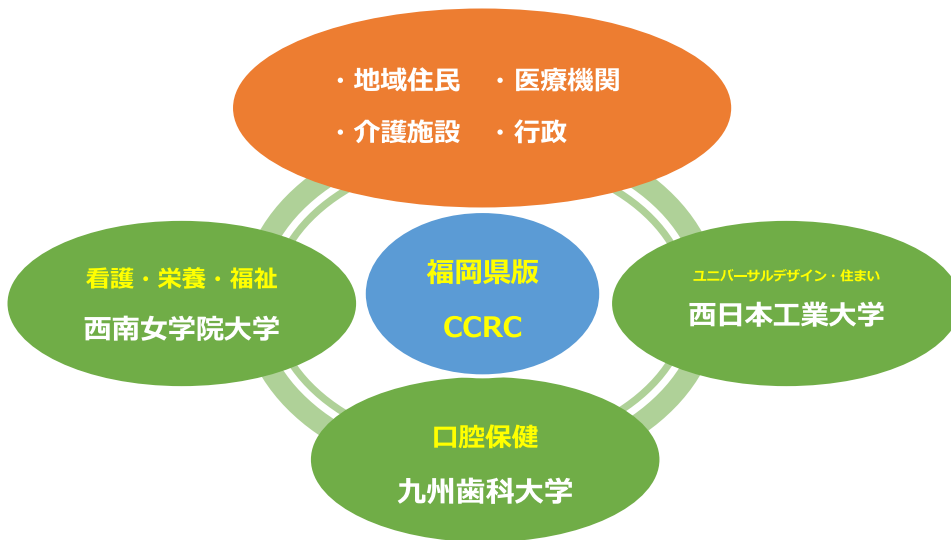 ・地域住民 ・医療機関
・介護施設 ・行政
福岡県版
CCRC
看護・栄養・福祉
西南女学院大学
ユニバーサルデザイン・住まい
西日本工業大学
口腔保健
九州歯科大学